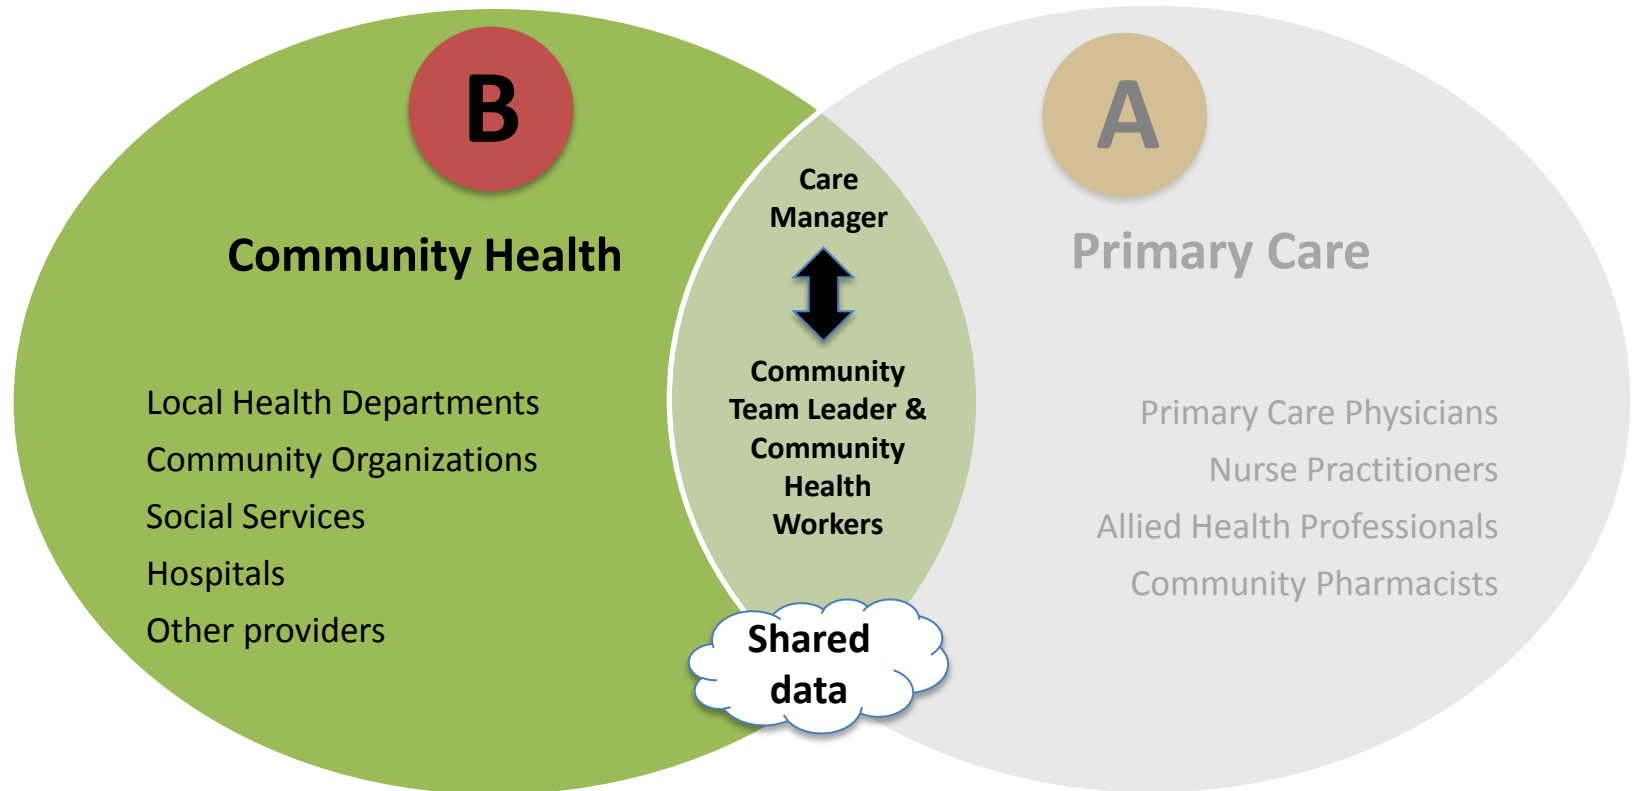 B
Community Health
Local Health Departments
Community Organizations
Social Services
Hospitals
Other providers
Care
Manager
Community
Team Leader &
Community
Health
Workers
Shared
data
A
Primary Care
Primary Care Physicians
Nurse Practitioners
Allied Health Professionals
Community Pharmacists